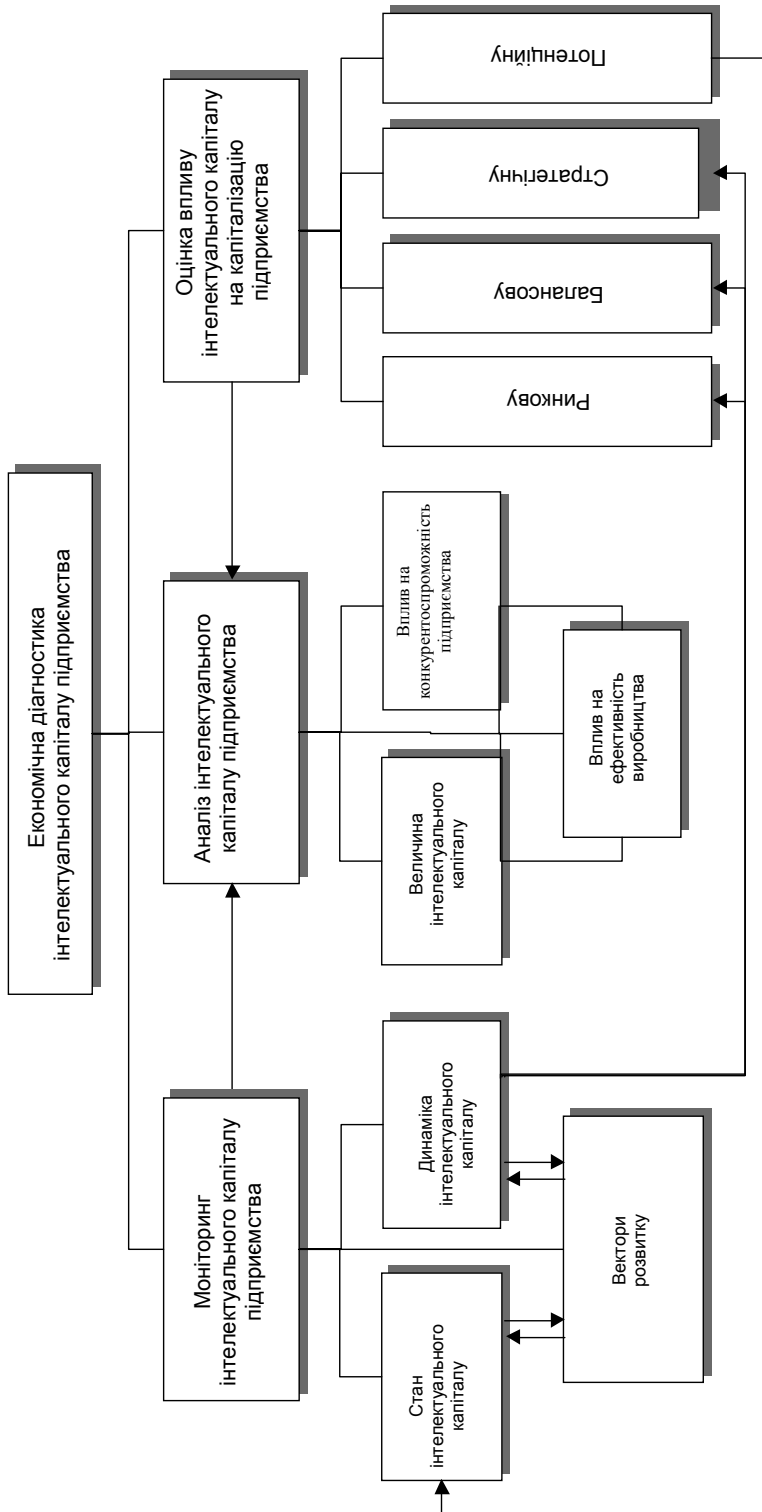 Економічна діагностика
інтелектуального капіталу підприємства
Моніторинг
інтелектуального капіталу
підприємства
Аналіз інтелектуального
капіталу підприємства
Оцінка впливу
інтелектуального капіталу
на капіталізацію
підприємства
Стан
інтелектуального
капіталу
Динаміка
інтелектуального
капіталу
Вектори
розвитку
Величина
інтелектуального
капіталу
Вплив на
конкурентоспроможність
підприємства
Вплив на
ефективність
виробництва
Ринкову
Балансову
Стратегічну
Потенційну